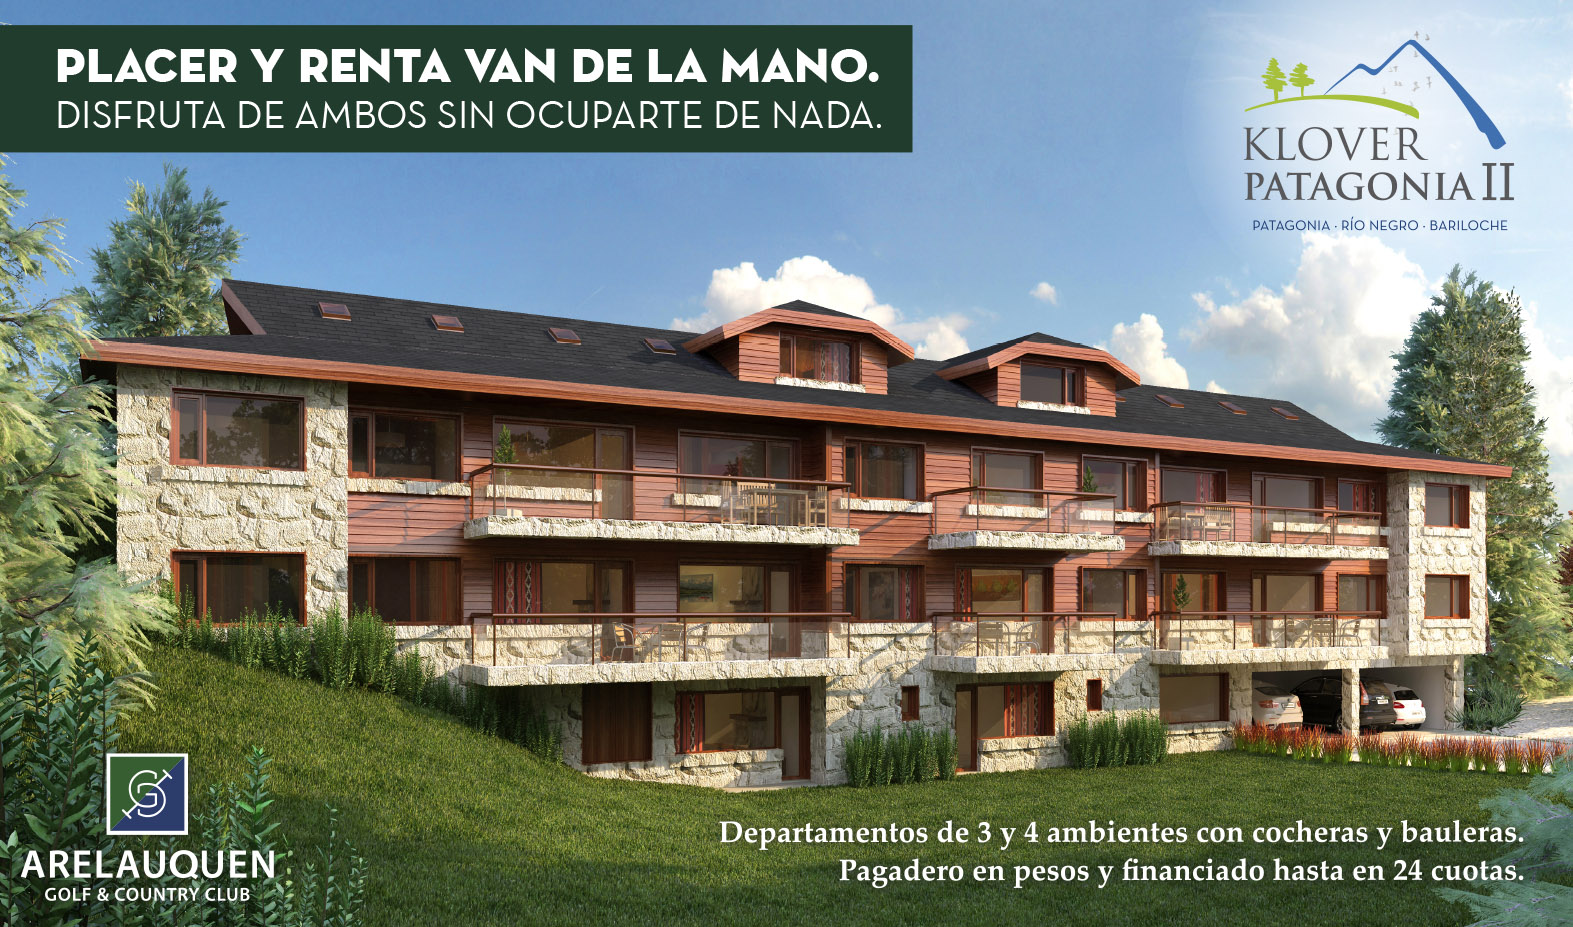 PLACER Y RENTA VAN DE LA MANO.
DISFRUTA DE AMBOS SIN OCUPARTE DE NADA.
KLOVER
PATAGONIA II
PATAGONIA · RÍO NEGRO · BARILOCHE
ARELAUQUEN
GOLF & COUNTRY CLUB
Departamentos de 3 y 4 ambientes con cocheras y bauleras.
Pagadero en pesos y financiado hasta en 24 cuotas.